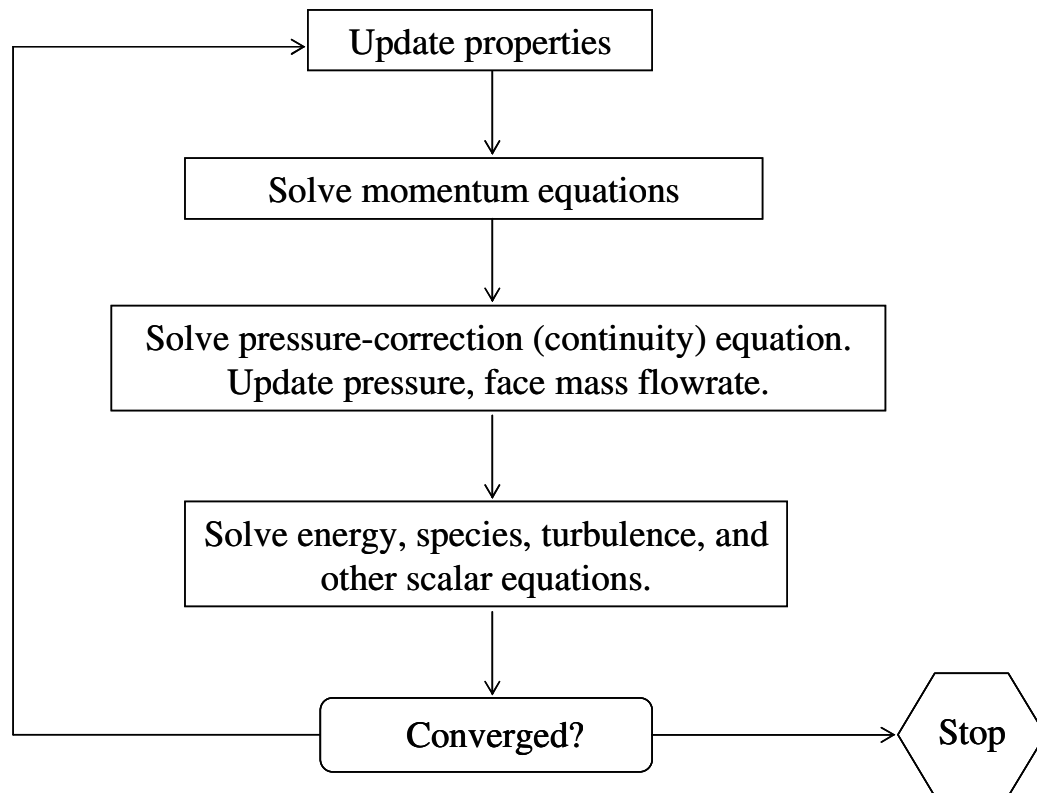 Update properties
Solve momentum equations
Solve pressure-correction (continuity) equation.
Update pressure, face mass flowrate.
Solve energy, species, turbulence, and
other scalar equations.
Converged?
Stop